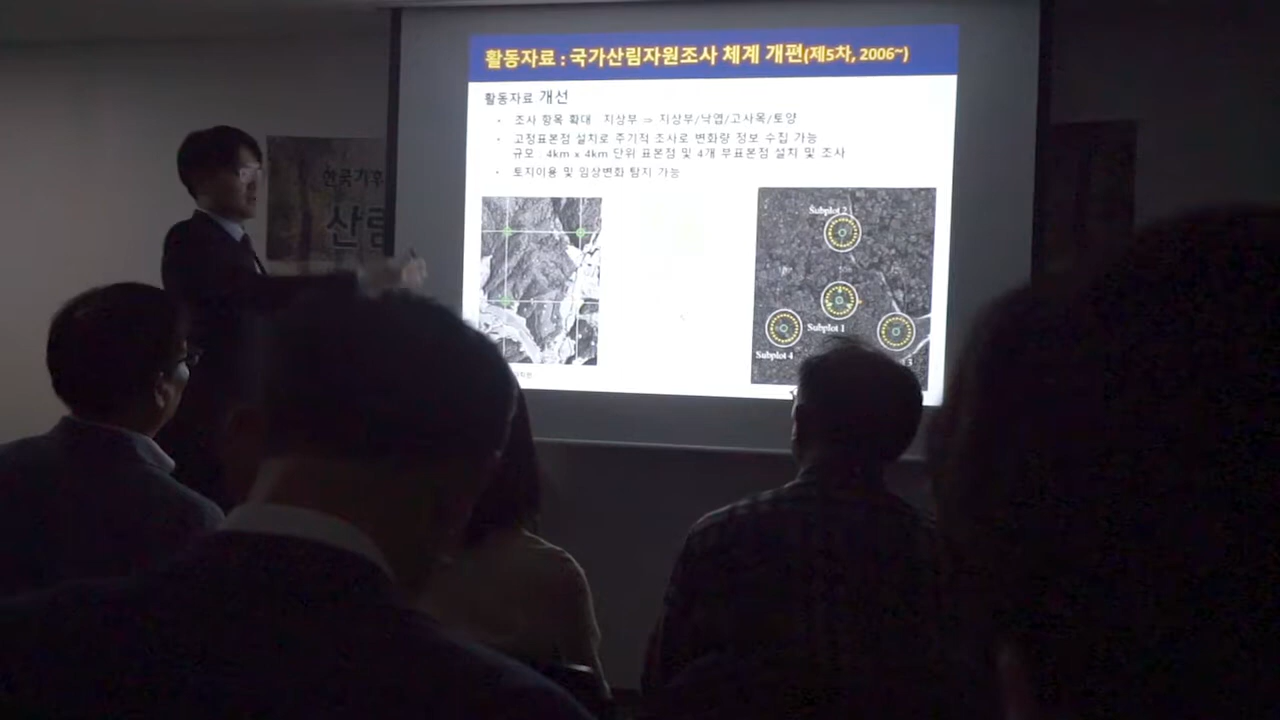 활동자료 : 국가산림자원조사 체계 개편(제5차, 2006~)
활동자료 개선
• 조사 항목 확대 지상부 ⇒ 지상부/낙엽/고사목/토양
• 고정표본점 설치로 주기적 조사로 변화량 정보 수집 가능
규모 : 4km x 4km 단위 표본점 및 4개 부표본점 설치 및 조사
• 토지이용 및 임상변화 탐지 가능
한국기후
산림
Subplot 2
Subplot 1
Subplot 4